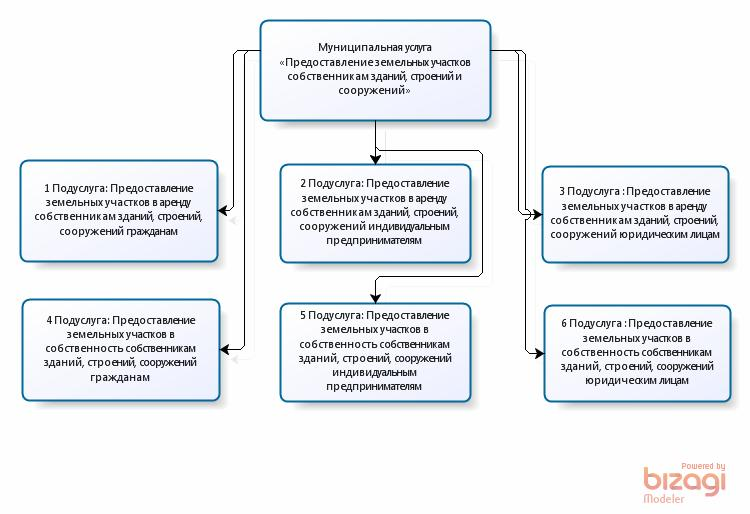 Муниципальная услуга
«Предоставление земельных участков
собственникам зданий, строений и
сооружений»
1 Подуслуга: Предоставление
земельных участков в аренду
собственникам зданий, строений,
сооружений гражданам
2 Подуслуга: Предоставление
земельных участков в аренду
собственникам зданий, строений,
сооружений индивидуальным
предпринимателям
3 Подуслуга : Предоставление
земельных участков в аренду
собственникам зданий, строений,
сооружений юридическим лицам
4 Подуслуга: Предоставление
земельных участков в
собственность собственникам
зданий, строений, сооружений
гражданам
5 Подуслуга: Предоставление
земельных участков в
собственность собственникам
зданий, строений, сооружений
индивидуальным
предпринимателям
6 Подуслуга : Предоставление
земельных участков в
собственность собственникам
зданий, строений, сооружений
юридическим лицам
Powered by
bizagi
Modeler